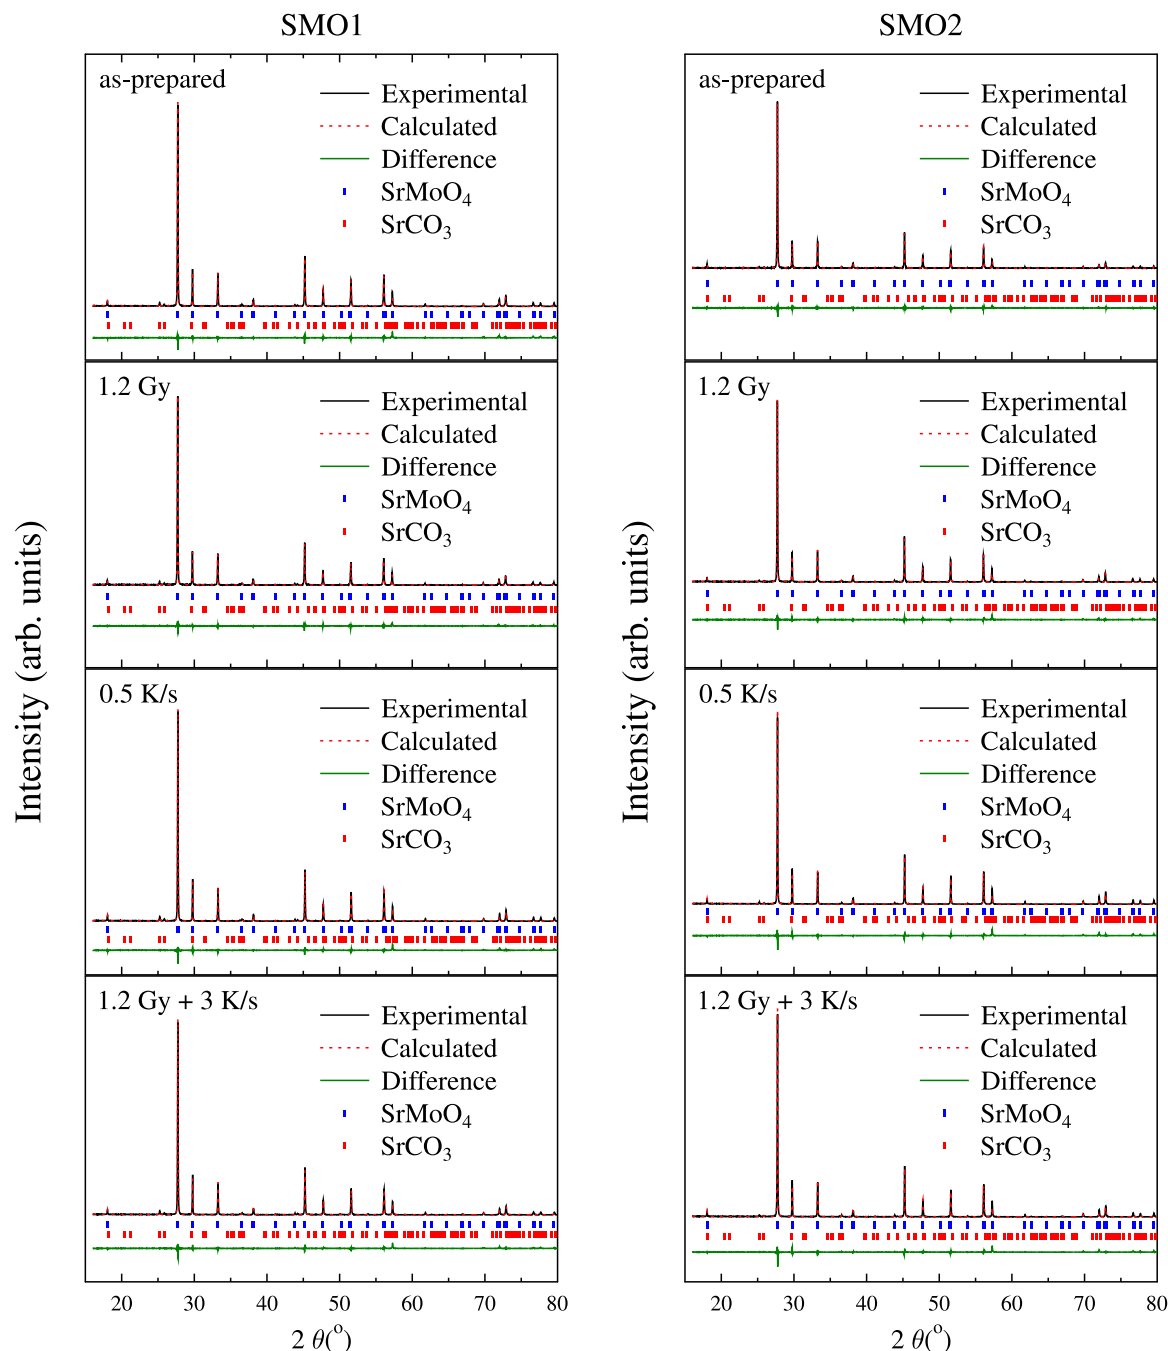 SMO1
as-prepared
Experimental
Calculated
Difference
SrMoO₄
SrCO₃
1.2 Gy
Experimental
Calculated
Difference
SrMoO₄
SrCO₃
0.5 K/s
Experimental
Calculated
Difference
SrMoO₄
SrCO₃
1.2 Gy + 3 K/s
Experimental
Calculated
Difference
SrMoO₄
SrCO₃
Intensity (arb. units)
20 30 40 50 60 70 80
2 θ(°)
SMO2
as-prepared
Experimental
Calculated
Difference
SrMoO₄
SrCO₃
1.2 Gy
Experimental
Calculated
Difference
SrMoO₄
SrCO₃
0.5 K/s
Experimental
Calculated
Difference
SrMoO₄
SrCO₃
1.2 Gy + 3 K/s
Experimental
Calculated
Difference
SrMoO₄
SrCO₃
Intensity (arb. units)
20 30 40 50 60 70 80
2 θ(°)